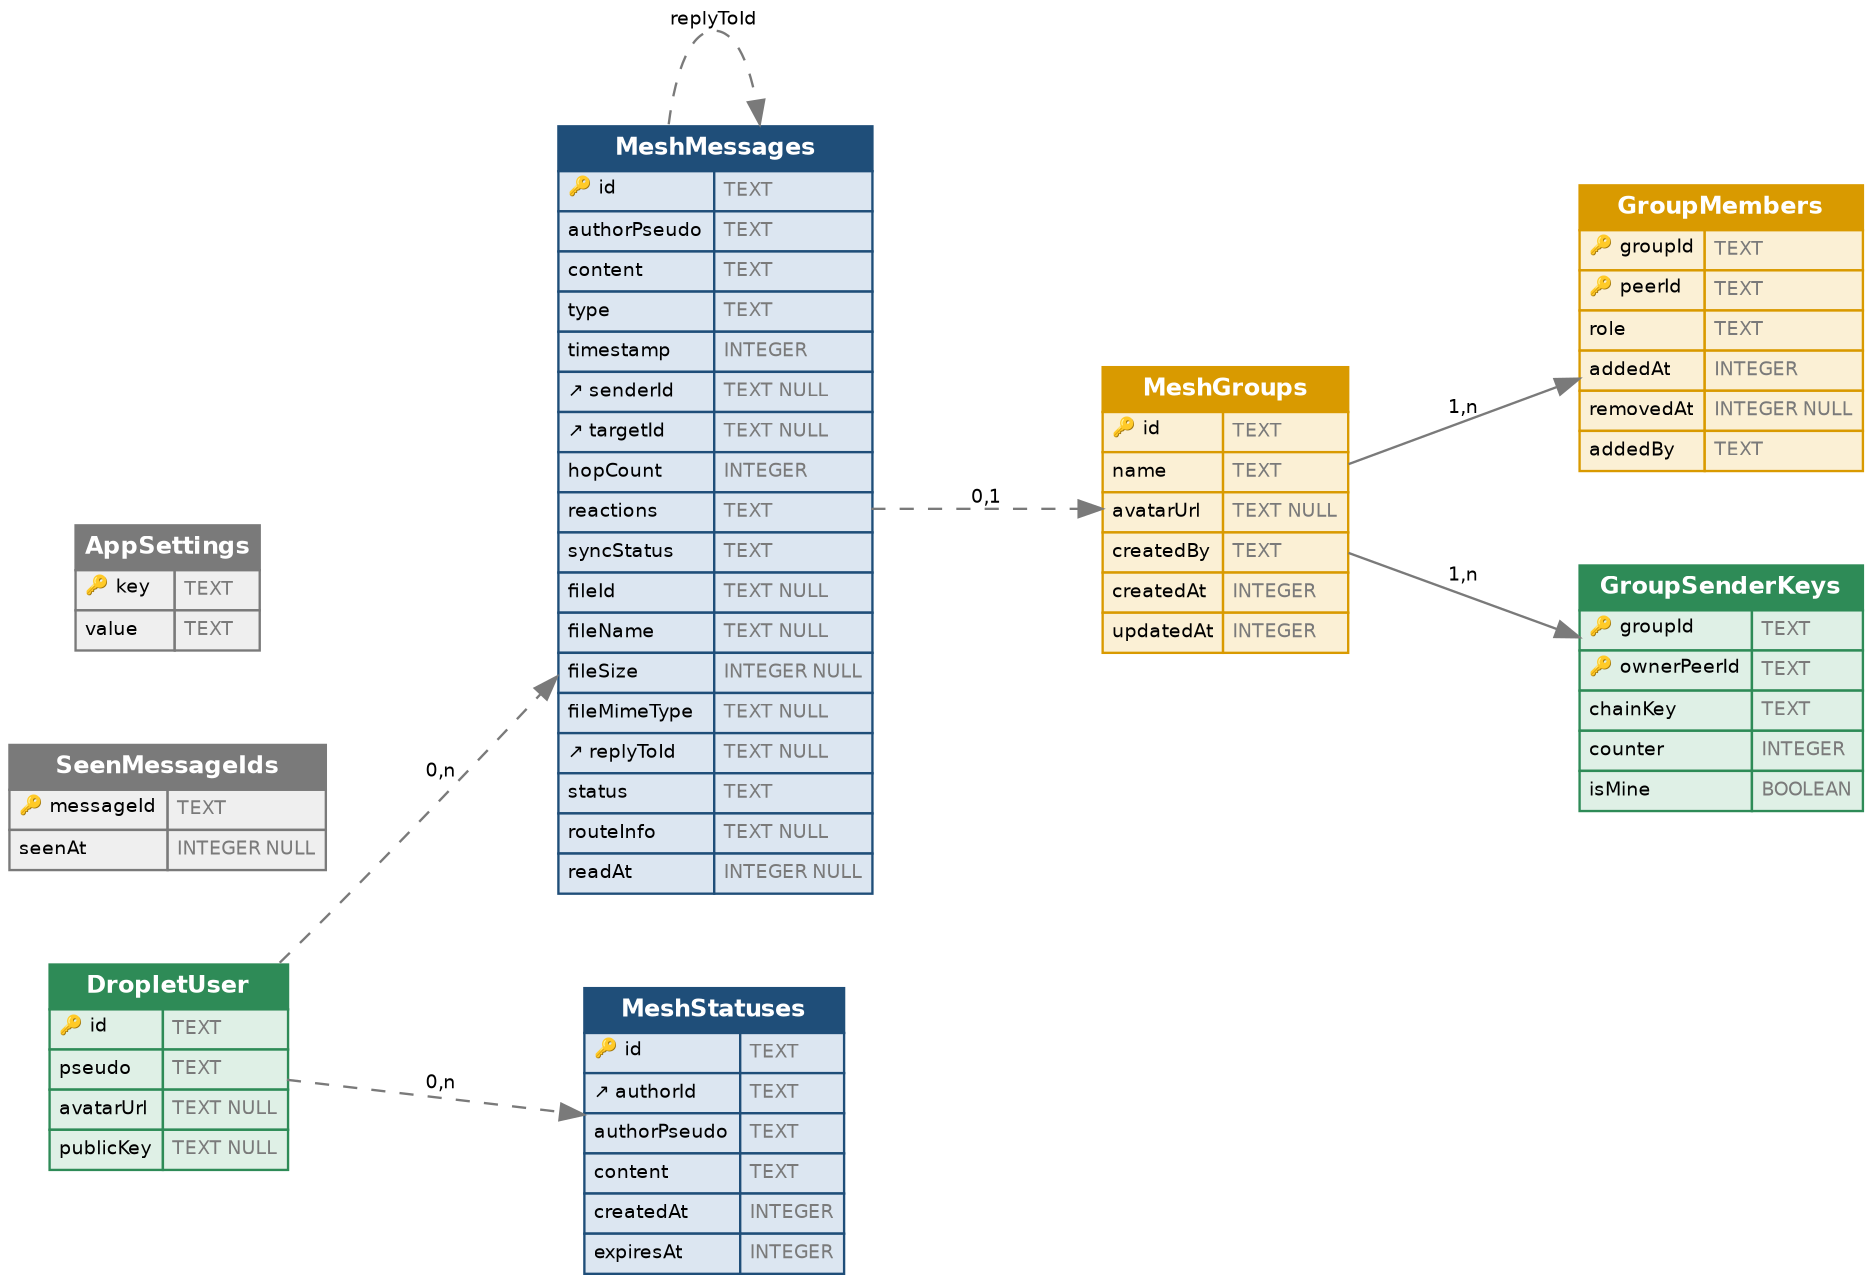 replyToId
MeshMessages
🔑 id TEXT
authorPseudo TEXT
content TEXT
type TEXT
timestamp INTEGER
↗ senderId TEXT NULL
↗ targetId TEXT NULL
hopCount INTEGER
reactions TEXT
syncStatus TEXT
fileId TEXT NULL
fileName TEXT NULL
fileSize INTEGER NULL
fileMimeType TEXT NULL
↗ replyToId TEXT NULL
status TEXT
routeInfo TEXT NULL
readAt INTEGER NULL
0,1
MeshGroups
🔑 id TEXT
name TEXT
avatarUrl TEXT NULL
createdBy TEXT
createdAt INTEGER
updatedAt INTEGER
1,n
1,n
GroupMembers
🔑 groupId TEXT
🔑 peerId TEXT
role TEXT
addedAt INTEGER
removedAt INTEGER NULL
addedBy TEXT
GroupSenderKeys
🔑 groupId TEXT
🔑 ownerPeerId TEXT
chainKey TEXT
counter INTEGER
isMine BOOLEAN
AppSettings
🔑 key TEXT
value TEXT
SeenMessageIds
🔑 messageId TEXT
seenAt INTEGER NULL
0,n
DropletUser
🔑 id TEXT
pseudo TEXT
avatarUrl TEXT NULL
publicKey TEXT NULL
0,n
MeshStatuses
🔑 id TEXT
↗ authorId TEXT
authorPseudo TEXT
content TEXT
createdAt INTEGER
expiresAt INTEGER